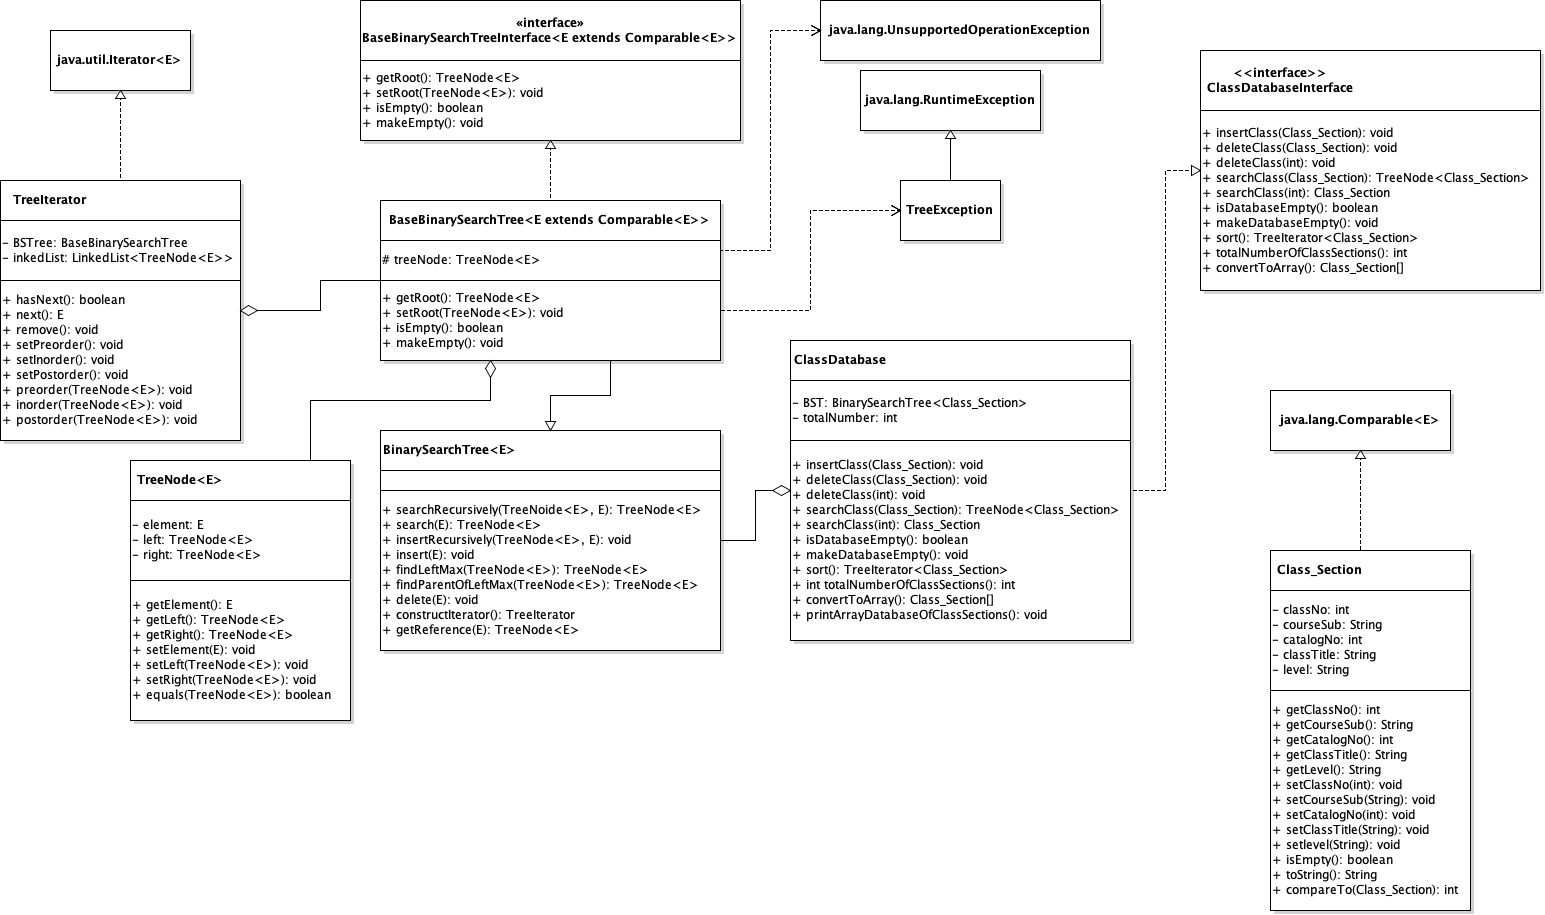 java.util.Iterator<E>
«interface»
BaseBinarySearchTreeInterface<E extends Comparable<E>>
+ getRoot(): TreeNode<E>
+ setRoot(TreeNode<E>): void
+ isEmpty(): boolean
+ makeEmpty(): void
java.lang.UnsupportedOperationException
java.lang.RuntimeException
TreeException
<<interface>>
ClassDatabaseInterface
+ insertClass(Class_Section): void
+ deleteClass(Class_Section): void
+ deleteClass(int): void
+ searchClass(Class_Section): TreeNode<Class_Section>
+ searchClass(int): Class_Section
+ isDatabaseEmpty(): boolean
+ makeDatabaseEmpty(): void
+ sort(): TreeIterator<Class_Section>
+ totalNumberOfClassSections(): int
+ convertToArray(): Class_Section[]
TreeIterator
- BSTree: BaseBinarySearchTree
- inkedList: LinkedList<TreeNode<E>>
+ hasNext(): boolean
+ next(): E
+ remove(): void
+ setPreorder(): void
+ setInorder(): void
+ setPostorder(): void
+ preorder(TreeNode<E>): void
+ inorder(TreeNode<E>): void
+ postorder(TreeNode<E>): void
BaseBinarySearchTree<E extends Comparable<E>>
# treeNode: TreeNode<E>
+ getRoot(): TreeNode<E>
+ setRoot(TreeNode<E>): void
+ isEmpty(): boolean
+ makeEmpty(): void
TreeNode<E>
- element: E
- left: TreeNode<E>
- right: TreeNode<E>
+ getElement(): E
+ getLeft(): TreeNode<E>
+ getRight(): TreeNode<E>
+ setElement(E): void
+ setLeft(TreeNode<E>): void
+ setRight(TreeNode<E>): void
+ equals(TreeNode<E>): boolean
BinarySearchTree<E>
+ searchRecursively(TreeNoide<E>, E): TreeNode<E>
+ search(E): TreeNode<E>
+ insertRecursively(TreeNode<E>, E): void
+ insert(E): void
+ findLeftMax(TreeNode<E>): TreeNode<E>
+ findParentOfLeftMax(TreeNode<E>): TreeNode<E>
+ delete(E): void
+ constructIterator(): TreeIterator
+ getReference(E): TreeNode<E>
ClassDatabase
- BST: BinarySearchTree<Class_Section>
- totalNumber: int
+ insertClass(Class_Section): void
+ deleteClass(Class_Section): void
+ deleteClass(int): void
+ searchClass(Class_Section): TreeNode<Class_Section>
+ searchClass(int): Class_Section
+ isDatabaseEmpty(): boolean
+ makeDatabaseEmpty(): void
+ sort(): TreeIterator<Class_Section>
+ int totalNumberOfClassSections(): int
+ convertToArray(): Class_Section[]
+ printArrayDatabaseOfClassSections(): void
java.lang.Comparable<E>
Class_Section
- classNo: int
- courseSub: String
- catalogNo: int
- classTitle: String
- level: String
+ getClassNo(): int
+ getCourseSub(): String
+ getCatalogNo(): int
+ getClassTitle(): String
+ getLevel(): String
+ setClassNo(int): void
+ setCourseSub(String): void
+ setCatalogNo(int): void
+ setClassTitle(String): void
+ setlevel(String): void
+ isEmpty(): boolean
+ toString(): String
+ compareTo(Class_Section): int